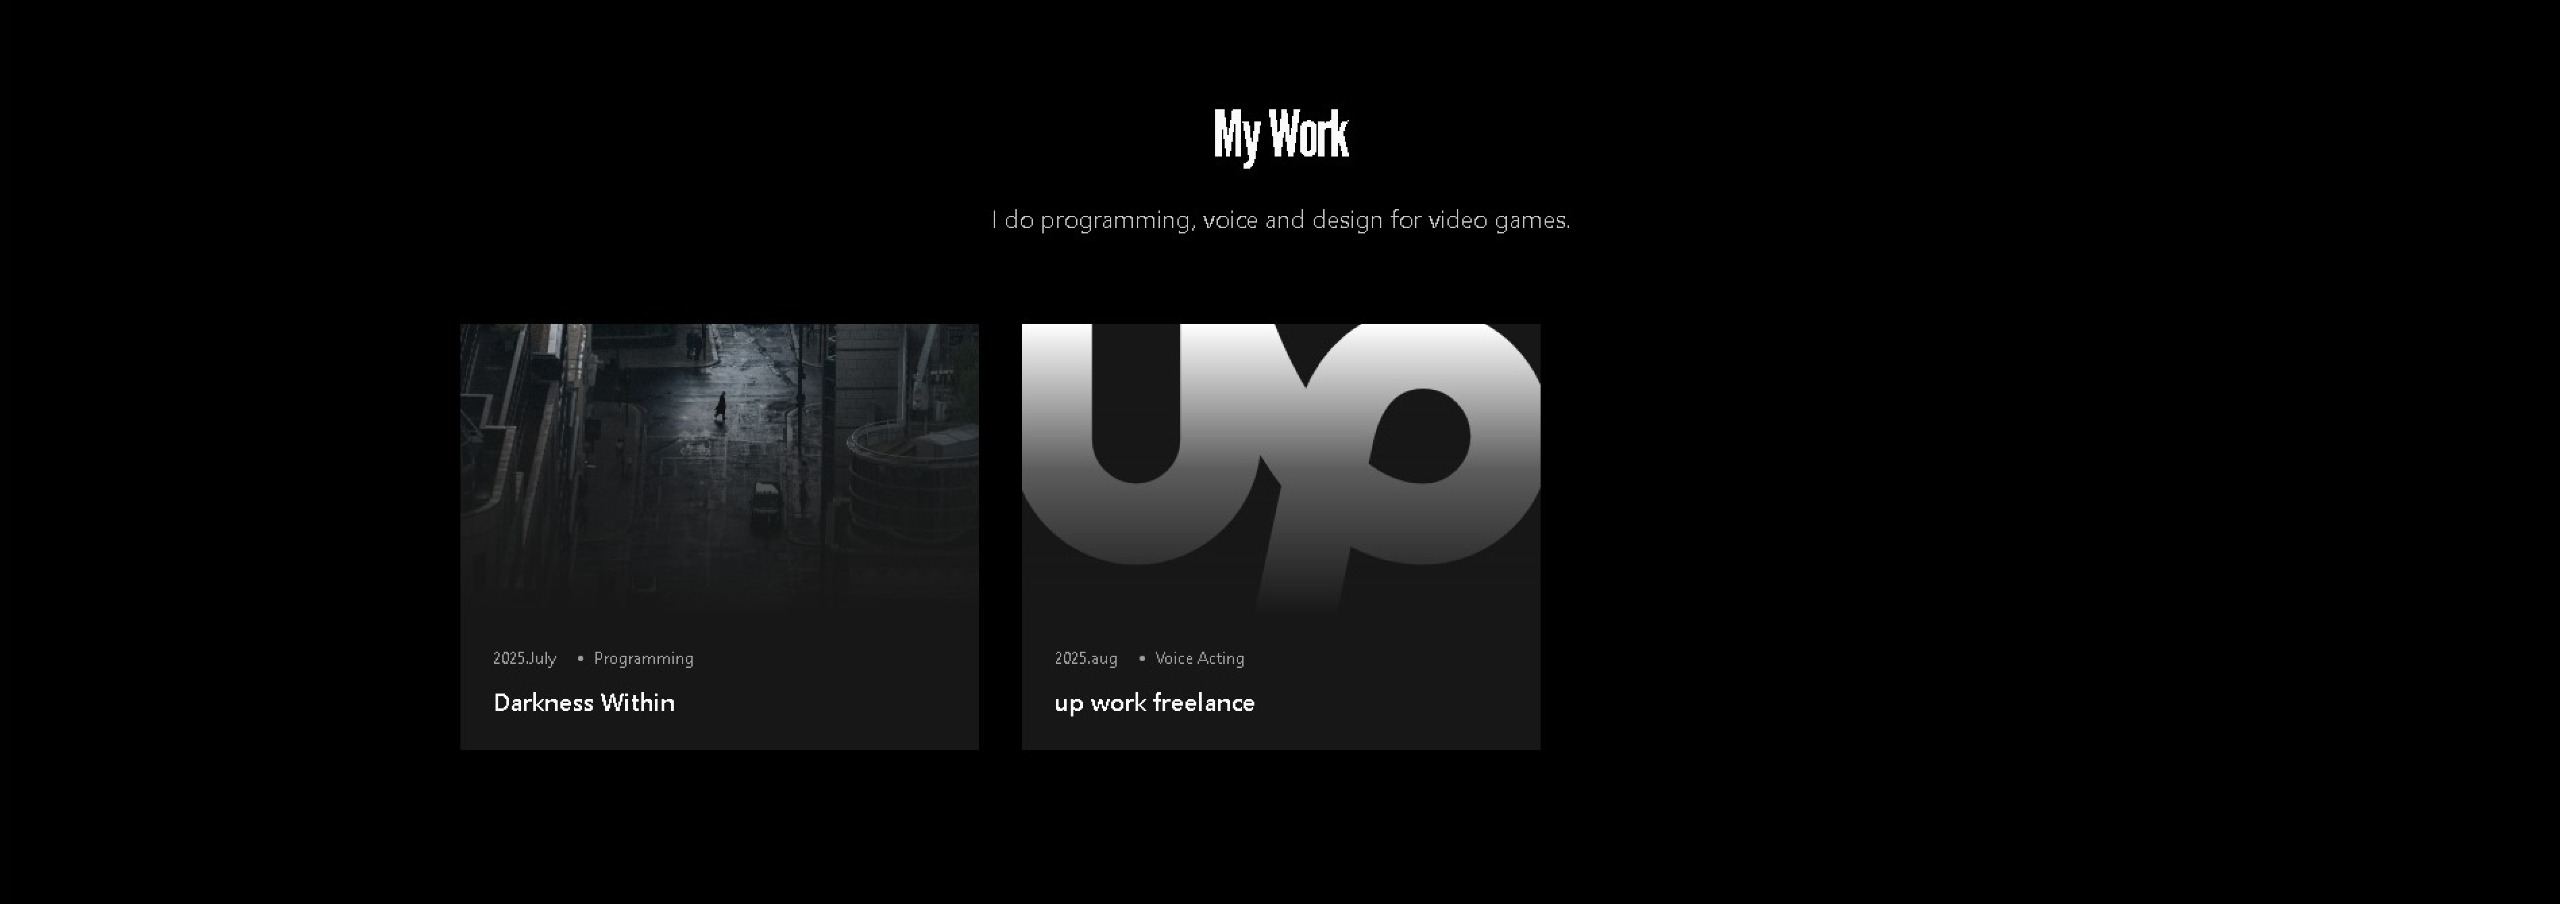 My Work
I do programming, voice and design for video games.
up
2025.July • Programming
Darkness Within
2025.aug • Voice Acting
up work freelance